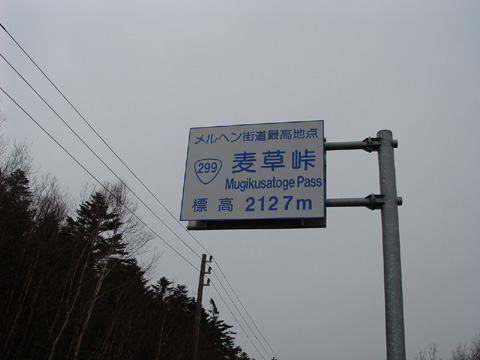 メルヘン街道最高地点
299 麦草峠
Mugikusatoge Pass
標高 2127m